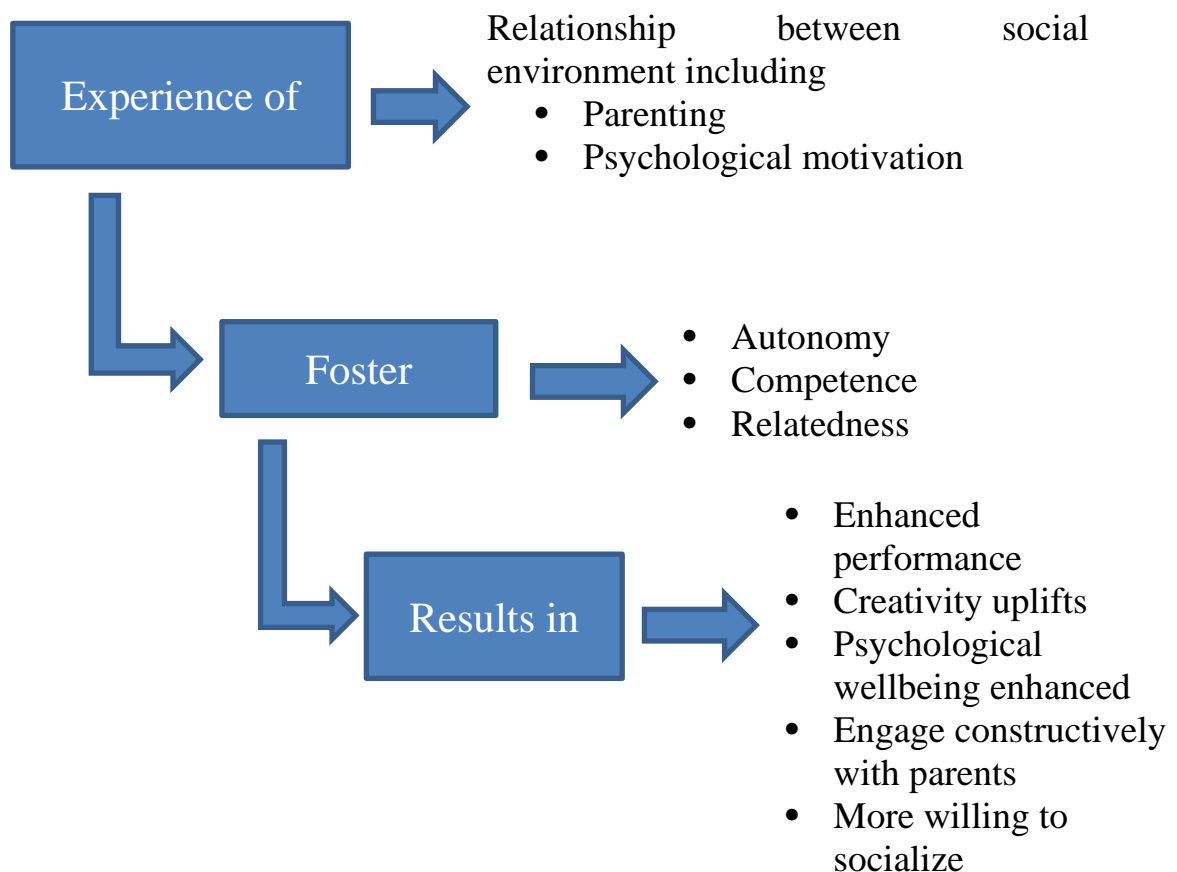 Experience of
Relationship between social
environment including
• Parenting
• Psychological motivation
Foster
• Autonomy
• Competence
• Relatedness
Results in
• Enhanced
performance
• Creativity uplifts
• Psychological
wellbeing enhanced
• Engage constructively
with parents
• More willing to
socialize